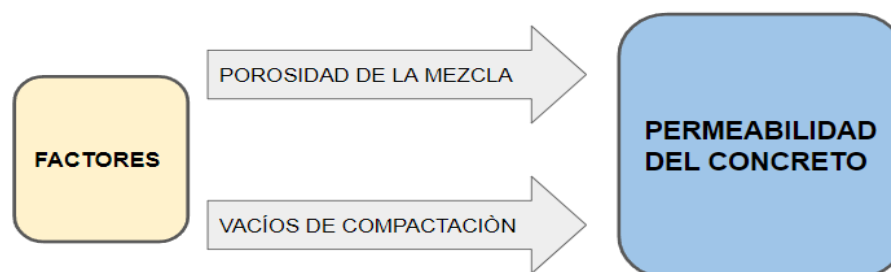 FACTORES
POROSIDAD DE LA MEZCLA
VACÍOS DE COMPACTACIÒN
PERMEABILIDAD
DEL CONCRETO